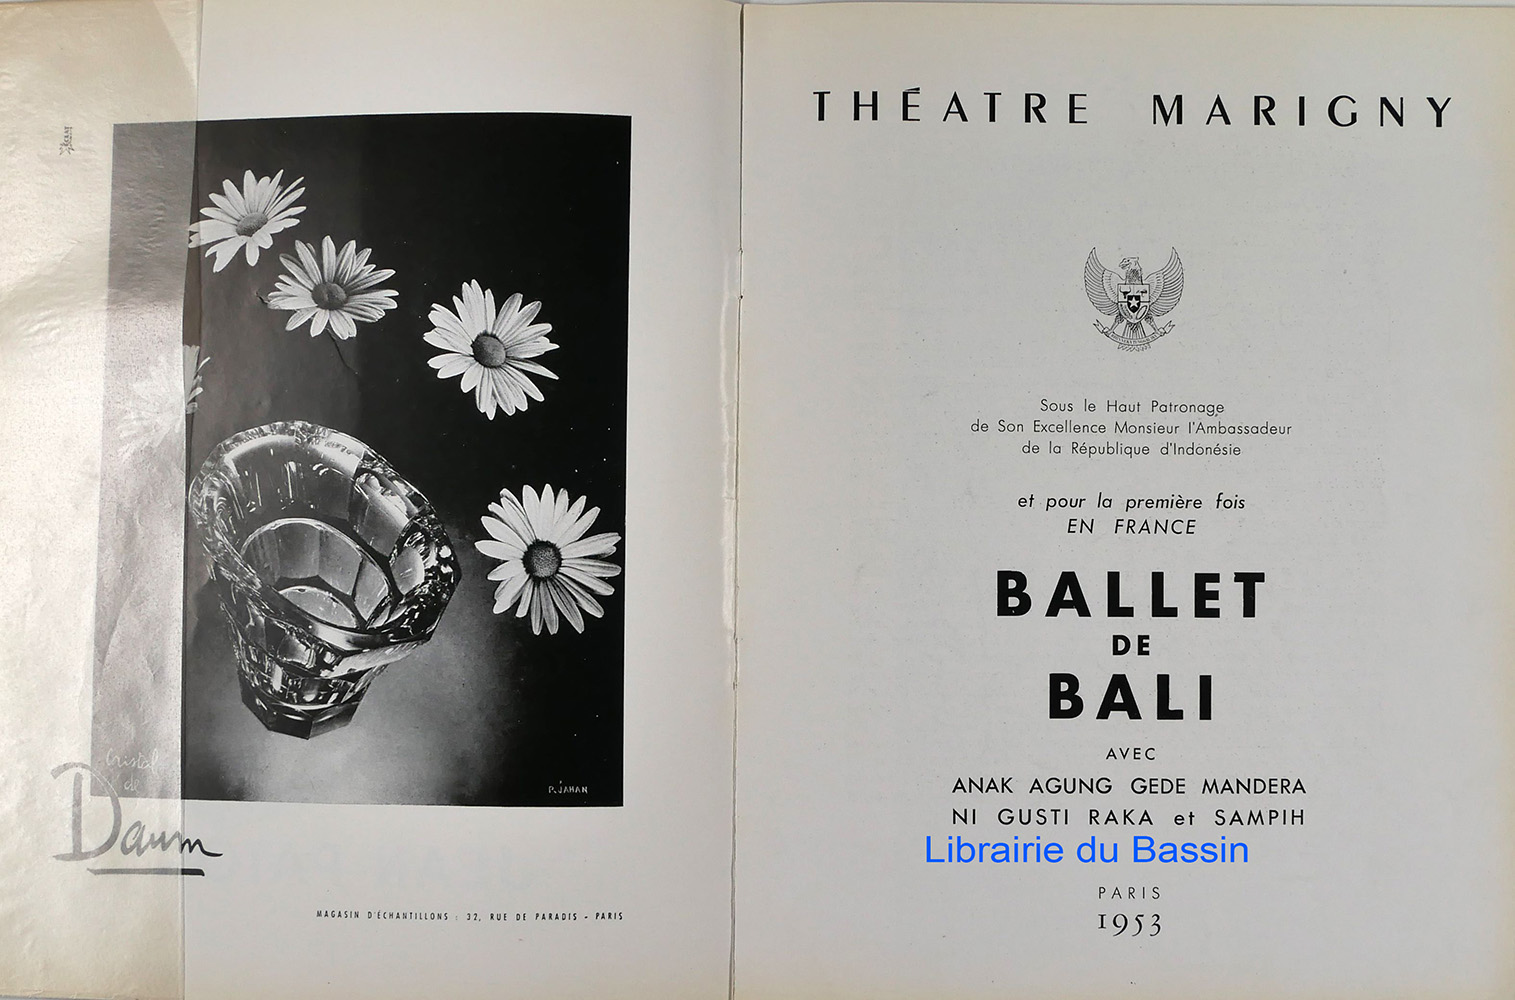 ÉCLAT
P. JAHAN
Cristal
de
Daum
MAGASIN D'ÉCHANTILLONS : 32, RUE DE PARADIS - PARIS
THÉATRE MARIGNY
Sous le Haut Patronage
de Son Excellence Monsieur l'Ambassadeur
de la République d'Indonésie
et pour la première fois
EN FRANCE
BALLET
DE
BALI
AVEC
ANAK AGUNG GEDE MANDERA
NI GUSTI RAKA et SAMPIH
Librairie du Bassin
PARIS
1953